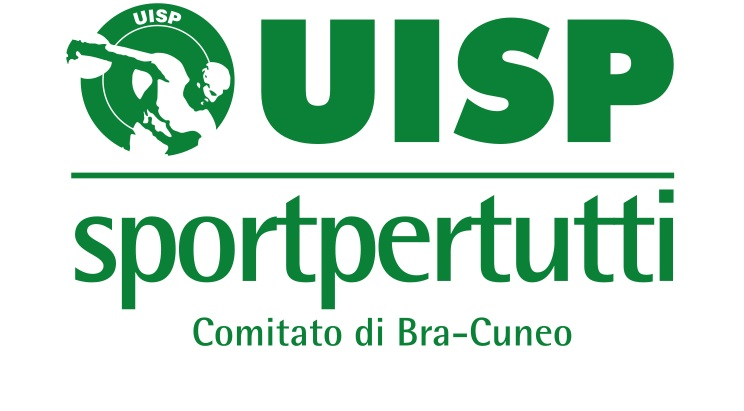 UISP
UISP
sportpertutti
Comitato di Bra-Cuneo